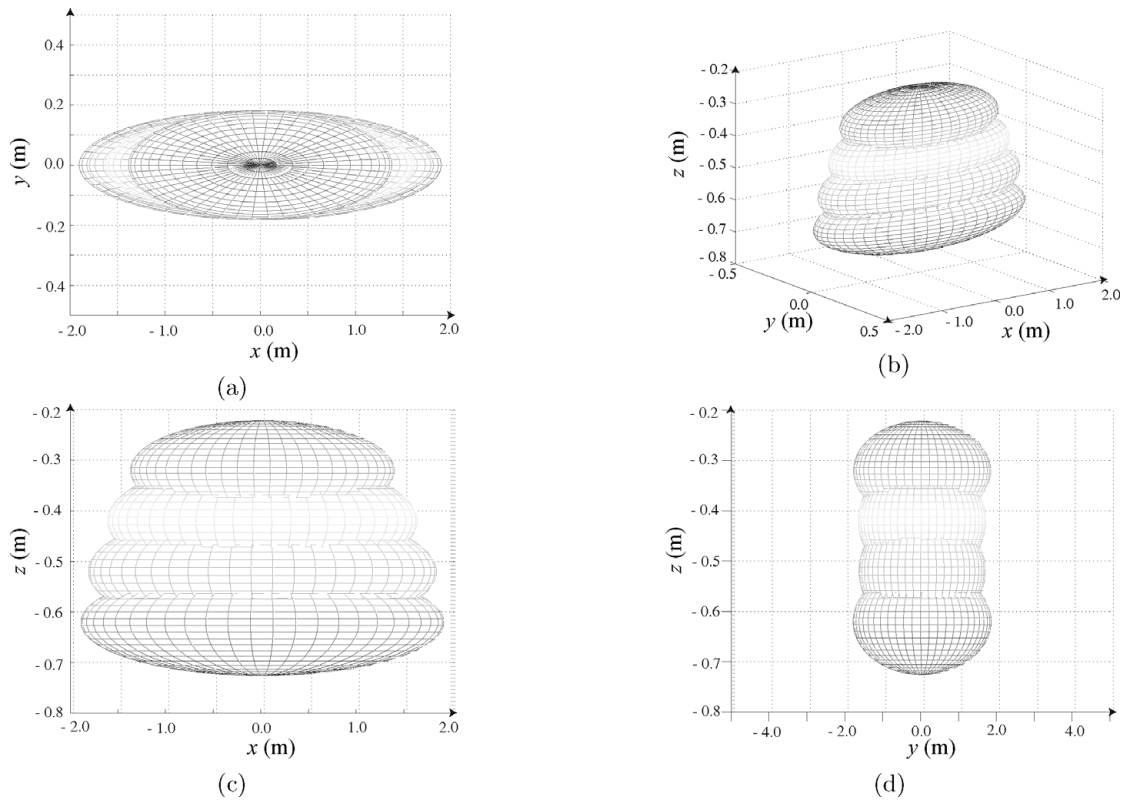 0.4
0.2
0.0
- 0.2
- 0.4
y (m)
- 2.0 - 1.0 0.0 1.0 2.0
x (m)
(a)
- 0.2
- 0.3
- 0.4
- 0.5
- 0.6
- 0.7
- 0.8
z (m)
- 0.5 0.0 0.5
y (m)
- 2.0 - 1.0 0.0 1.0 2.0
x (m)
(b)
- 0.2
- 0.3
- 0.4
- 0.5
- 0.6
- 0.7
- 0.8
z (m)
- 2.0 - 1.0 0.0 1.0 2.0
x (m)
(c)
- 0.2
- 0.3
- 0.4
- 0.5
- 0.6
- 0.7
- 0.8
z (m)
- 4.0 - 2.0 0.0 2.0 4.0
y (m)
(d)